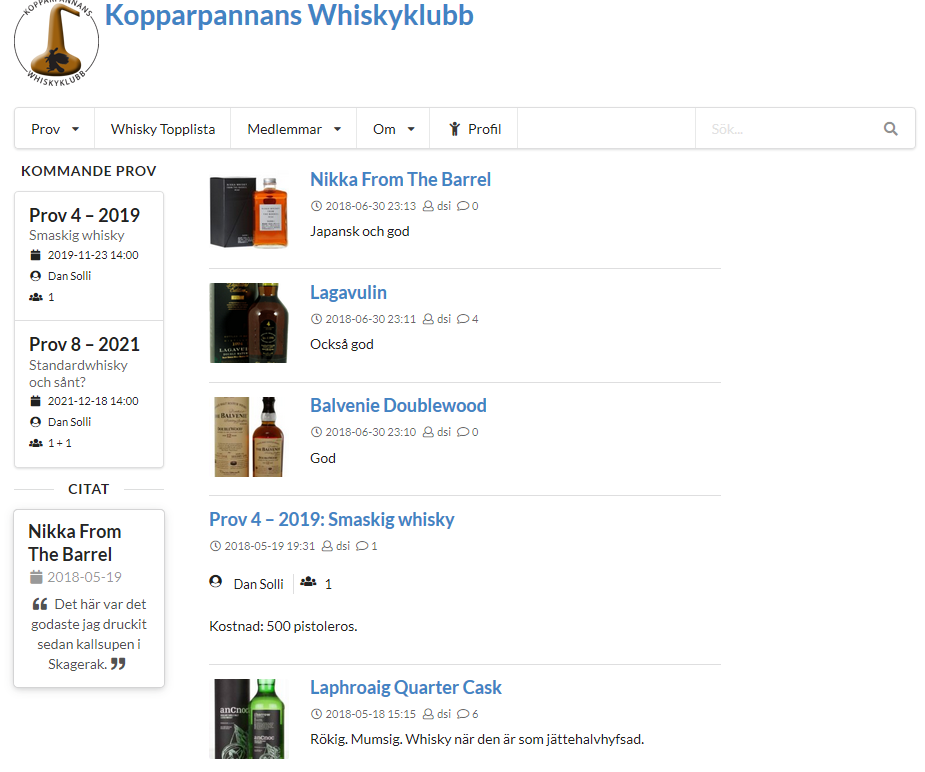 KOPPARPANNANS
WHISKYKLUBB
Kopparpannans Whiskyklubb
Prov
Whisky Topplista
Medlemmar
Om
Profil
Sök...
KOMMANDE PROV
Prov 4 – 2019
Smaskig whisky
2019-11-23 14:00
Dan Solli
1
Prov 8 – 2021
Standardwhisky
och sånt?
2021-12-18 14:00
Dan Solli
1 + 1
CITAT
Nikka From
The Barrel
2018-05-19
“ Det här var det
godaste jag druckit
sedan kallsupen i
Skagerak. ”
Nikka From The Barrel
2018-06-30 23:13 dsi 0
Japansk och god
LAGAVULIN
Lagavulin
2018-06-30 23:11 dsi 4
Också god
BALVENIE
Balvenie Doublewood
2018-06-30 23:10 dsi 0
God
Prov 4 – 2019: Smaskig whisky
2018-05-19 19:31 dsi 1
Dan Solli 1
Kostnad: 500 pistoleros.
anCnoc
Laphroaig Quarter Cask
2018-05-18 15:15 dsi 6
Rökig. Mumsig. Whisky när den är som jättehalvhyfsad.